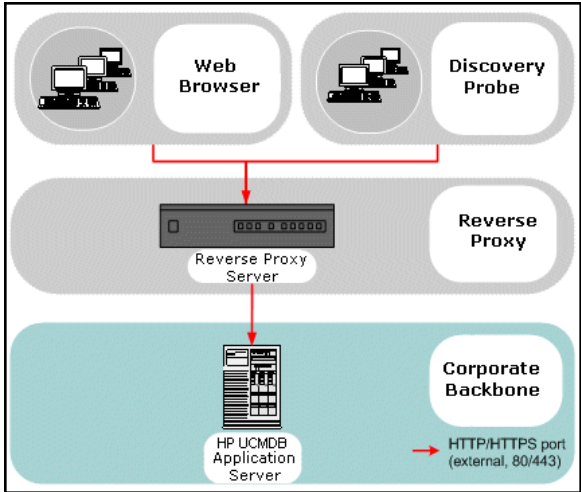 Web
Browser
Discovery
Probe
Reverse Proxy
Server
Reverse
Proxy
HP UCMDB
Application
Server
Corporate
Backbone
HTTP/HTTPS port
(external, 80/443)